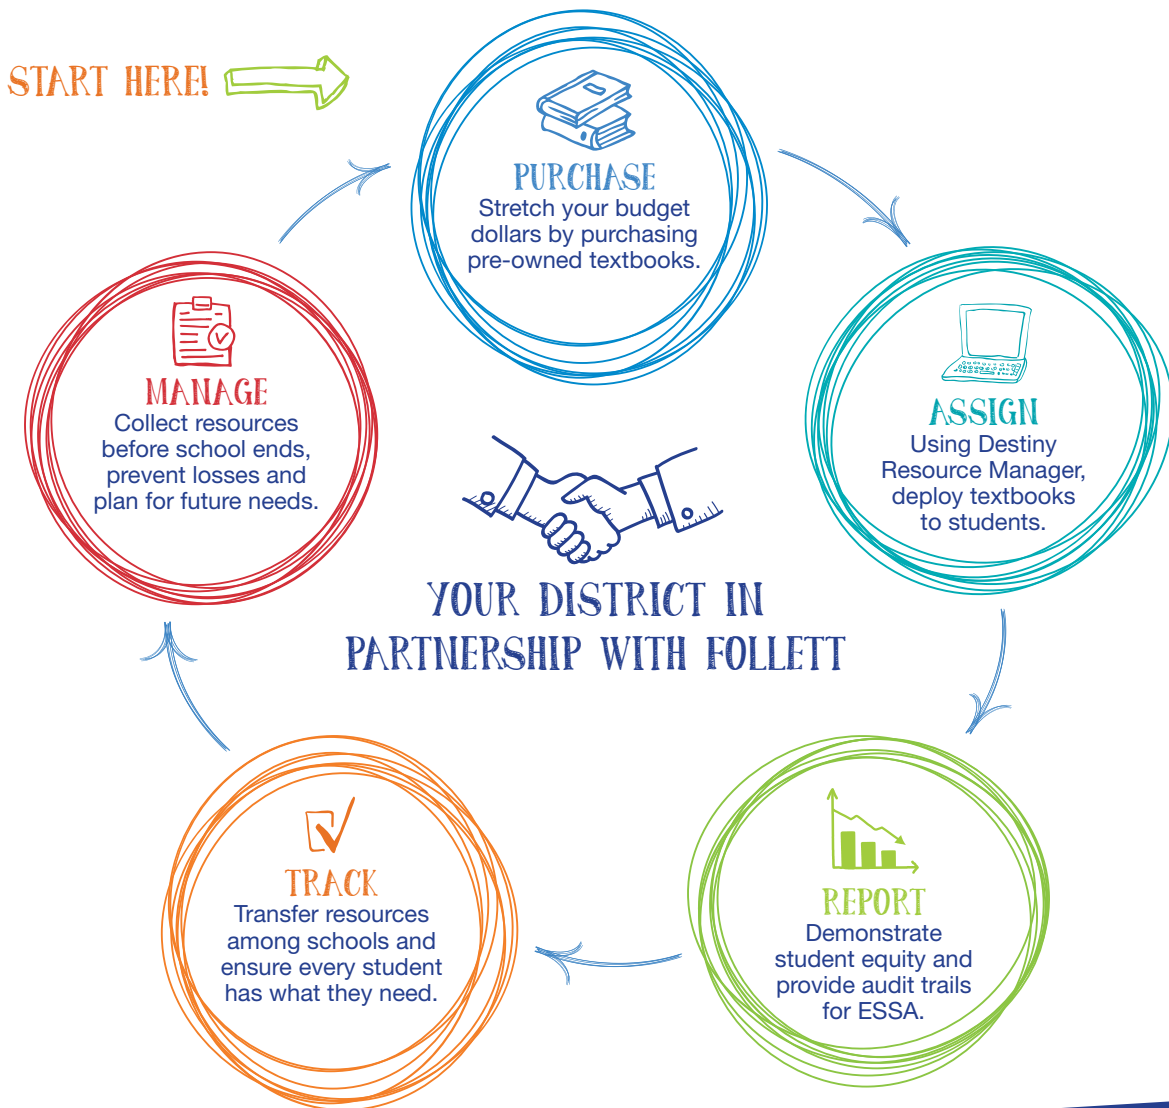 START HERE!
PURCHASE
Stretch your budget
dollars by purchasing
pre-owned textbooks.
ASSIGN
Using Destiny
Resource Manager,
deploy textbooks
to students.
REPORT
Demonstrate
student equity and
provide audit trails
for ESSA.
TRACK
Transfer resources
among schools and
ensure every student
has what they need.
MANAGE
Collect resources
before school ends,
prevent losses and
plan for future needs.
YOUR DISTRICT IN
PARTNERSHIP WITH FOLLETT